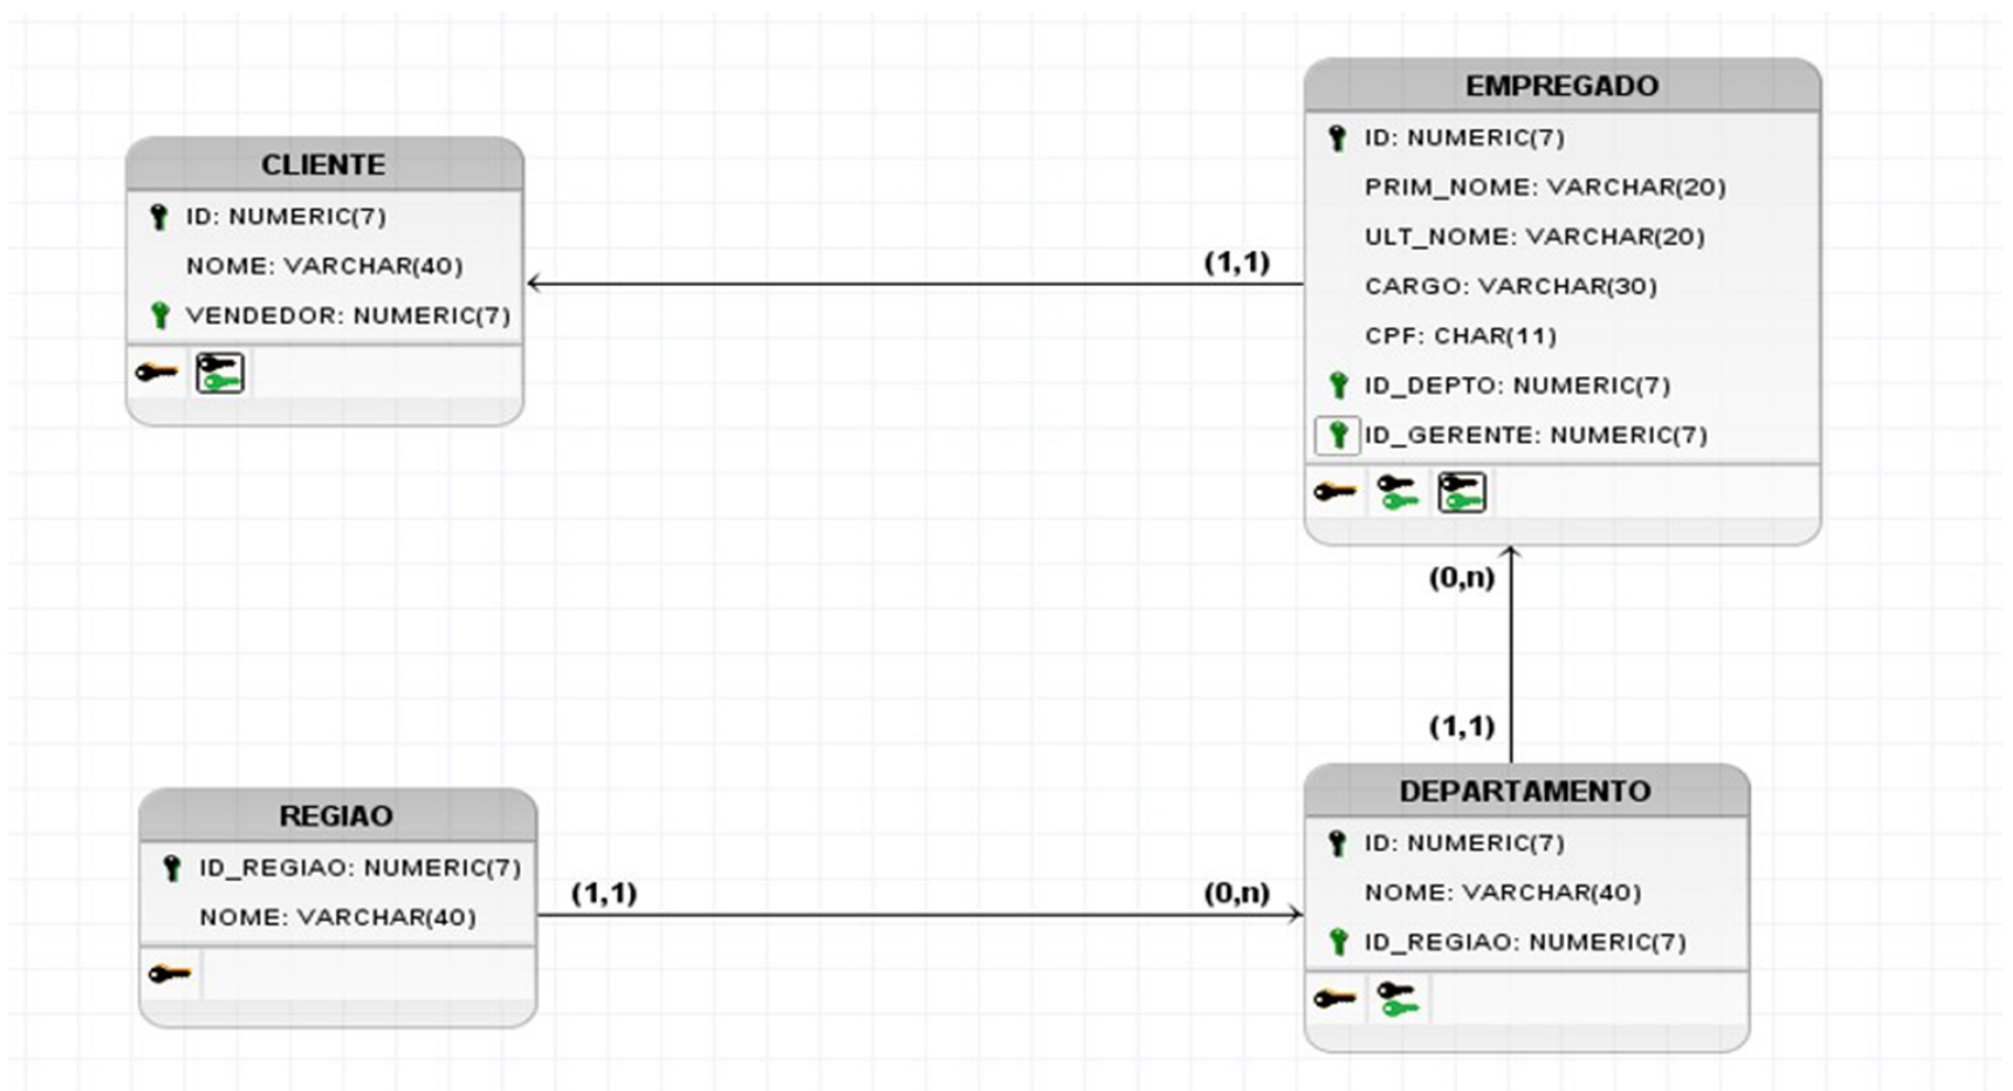 CLIENTE
ID: NUMERIC(7)
NOME: VARCHAR(40)
VENDEDOR: NUMERIC(7)
(1,1)
EMPREGADO
ID: NUMERIC(7)
PRIM_NOME: VARCHAR(20)
ULT_NOME: VARCHAR(20)
CARGO: VARCHAR(30)
CPF: CHAR(11)
ID_DEPTO: NUMERIC(7)
ID_GERENTE: NUMERIC(7)
(0,n)
(1,1)
REGIAO
ID_REGIAO: NUMERIC(7)
NOME: VARCHAR(40)
(1,1)
(0,n)
DEPARTAMENTO
ID: NUMERIC(7)
NOME: VARCHAR(40)
ID_REGIAO: NUMERIC(7)